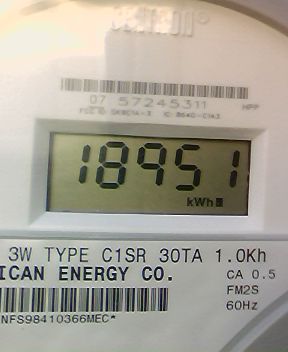 07 57245311
HPP
18951
kWh
3W TYPE C1SR 30TA 1.0Kh
ICAN ENERGY CO.
CA 0.5
FM2S
60Hz
NFS98410366MEC*